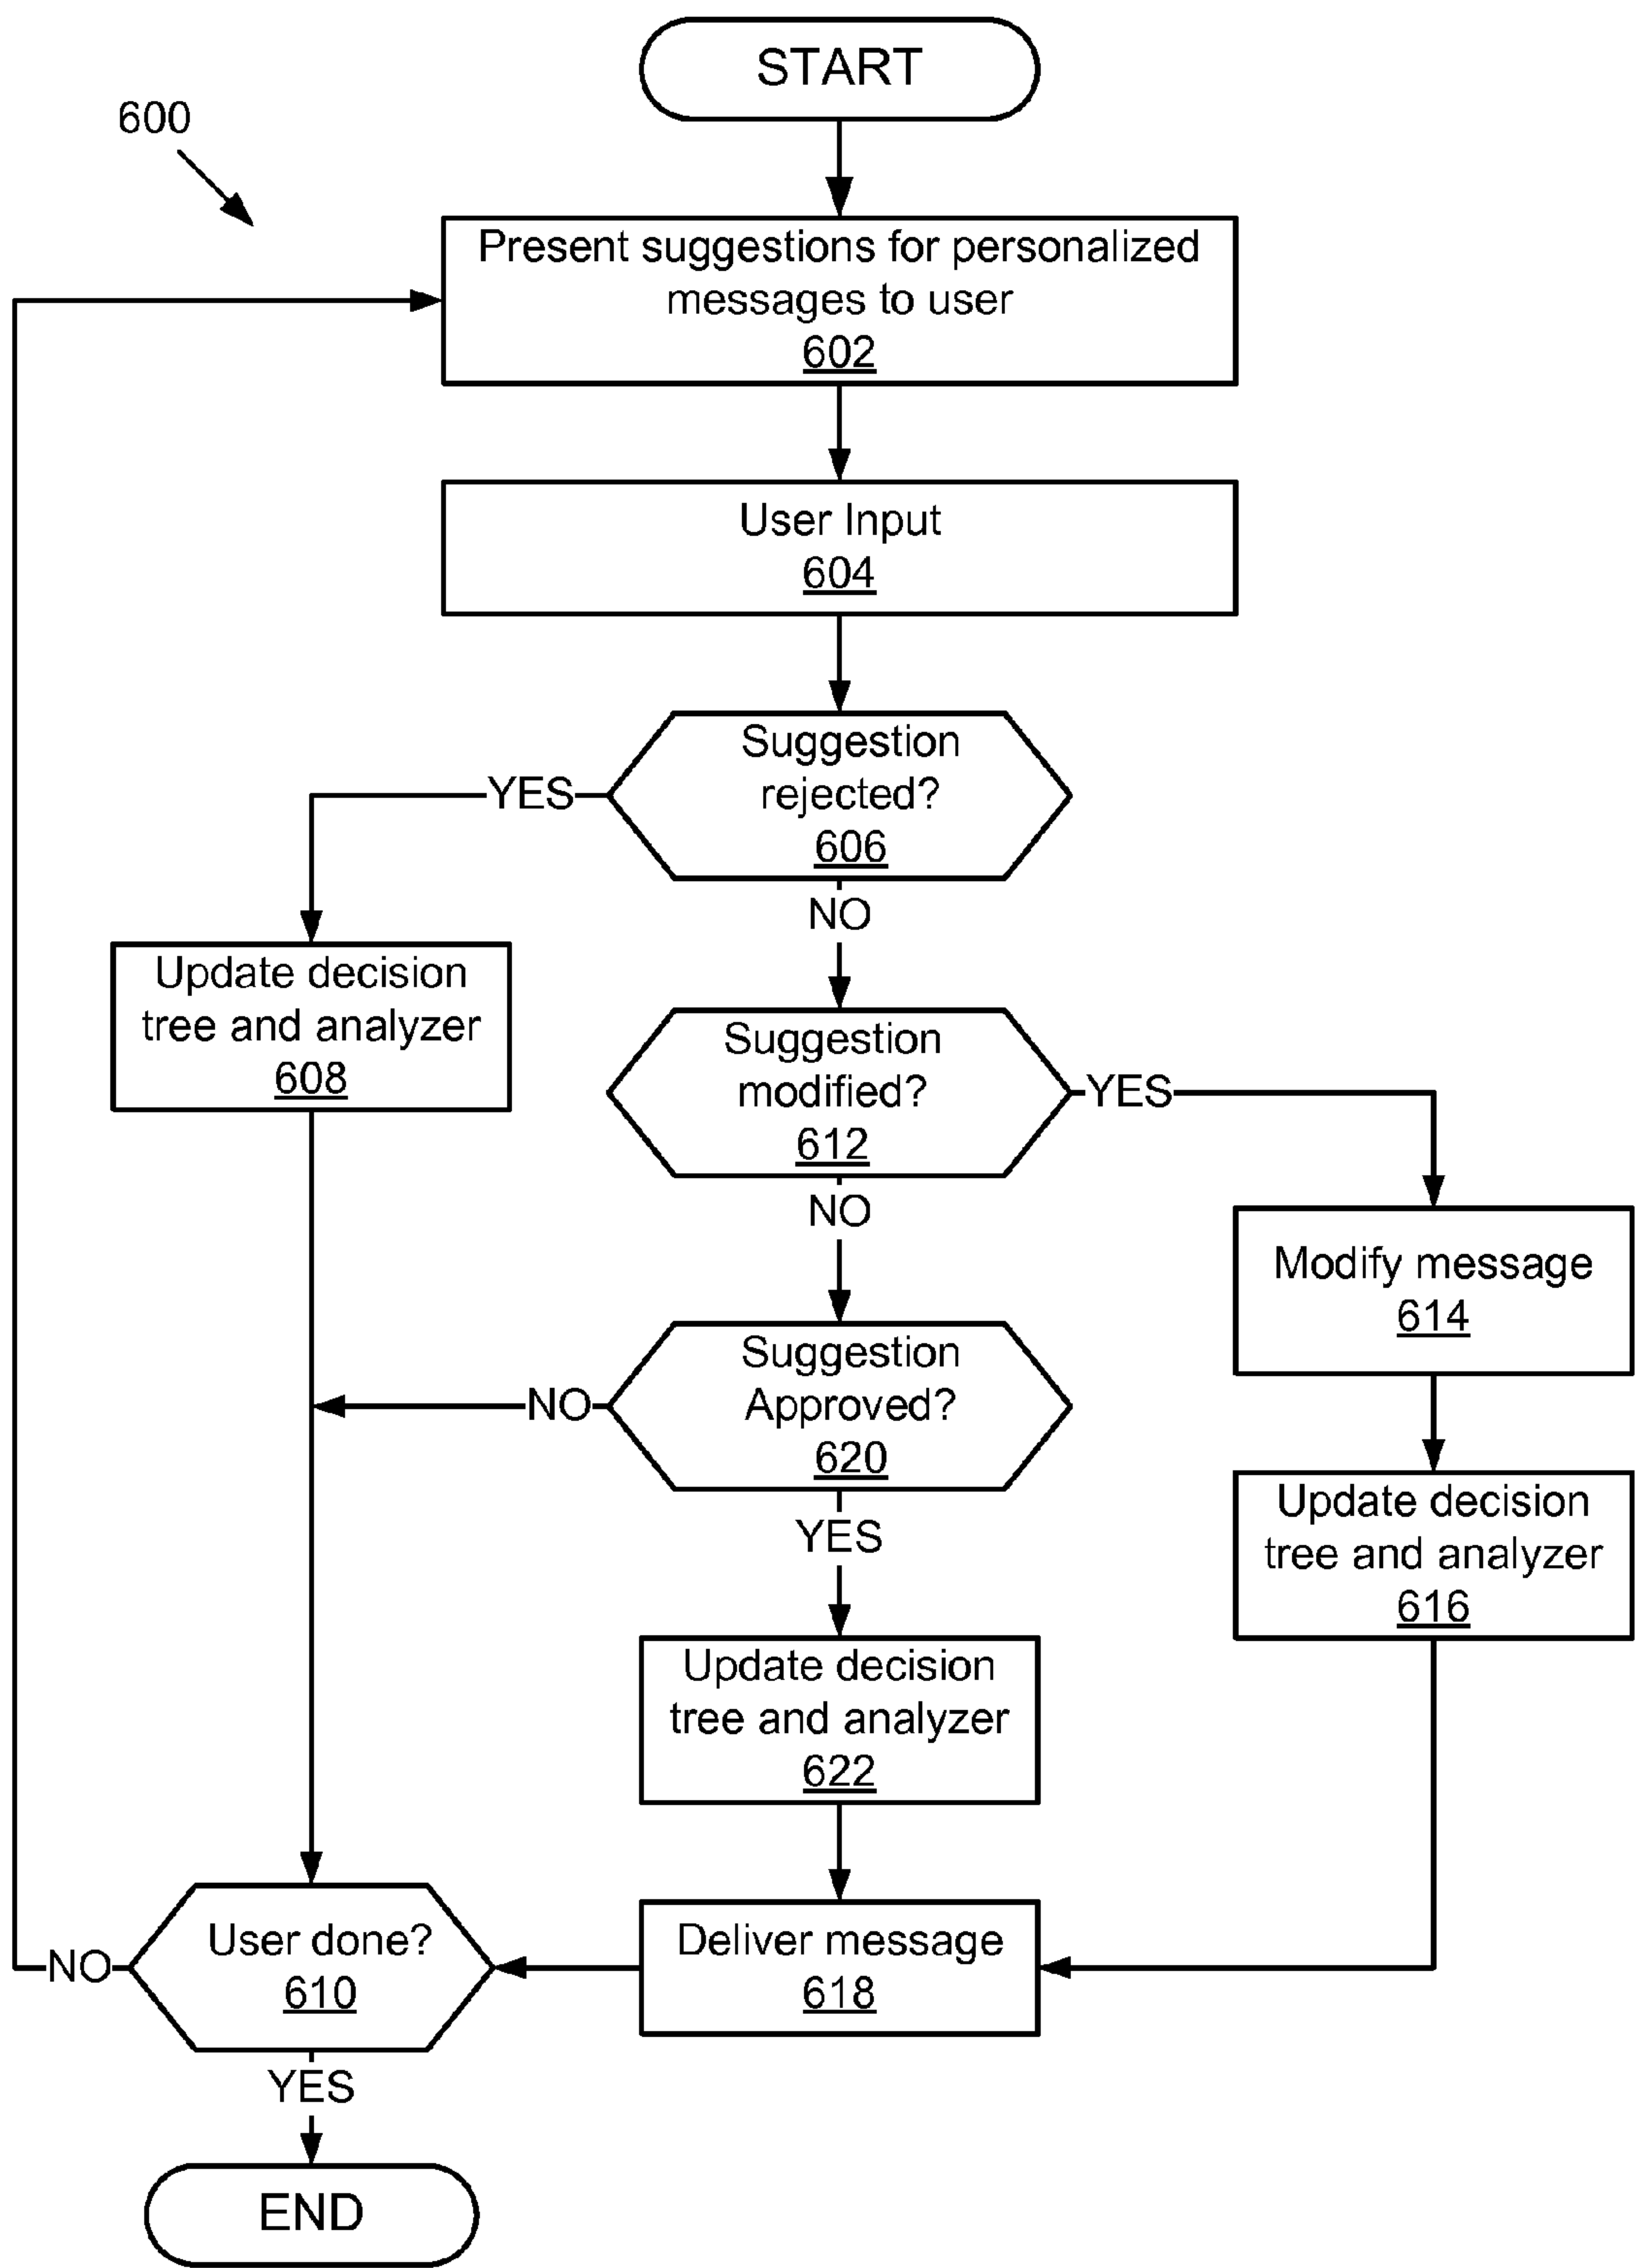 START
600
Present suggestions for personalized
messages to user
602
User Input
604
Suggestion
rejected?
606
YES
NO
Update decision
tree and analyzer
608
Suggestion
modified?
612
YES
NO
Modify message
614
Suggestion
Approved?
620
NO
YES
Update decision
tree and analyzer
616
Update decision
tree and analyzer
622
User done?
610
NO
YES
Deliver message
618
END